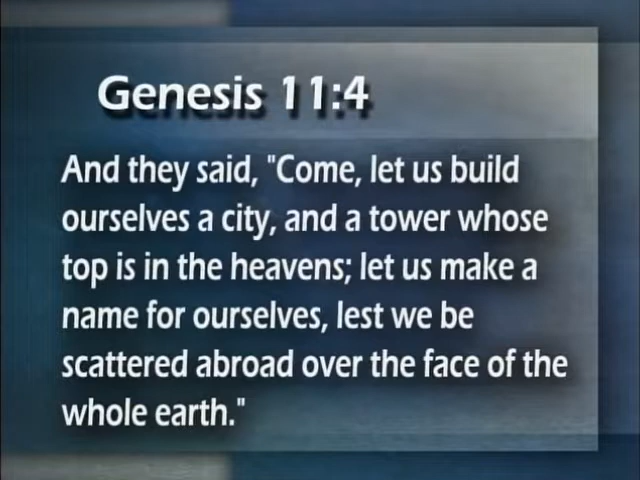 Genesis 11:4
And they said, "Come, let us build
ourselves a city, and a tower whose
top is in the heavens; let us make a
name for ourselves, lest we be
scattered abroad over the face of the
whole earth."